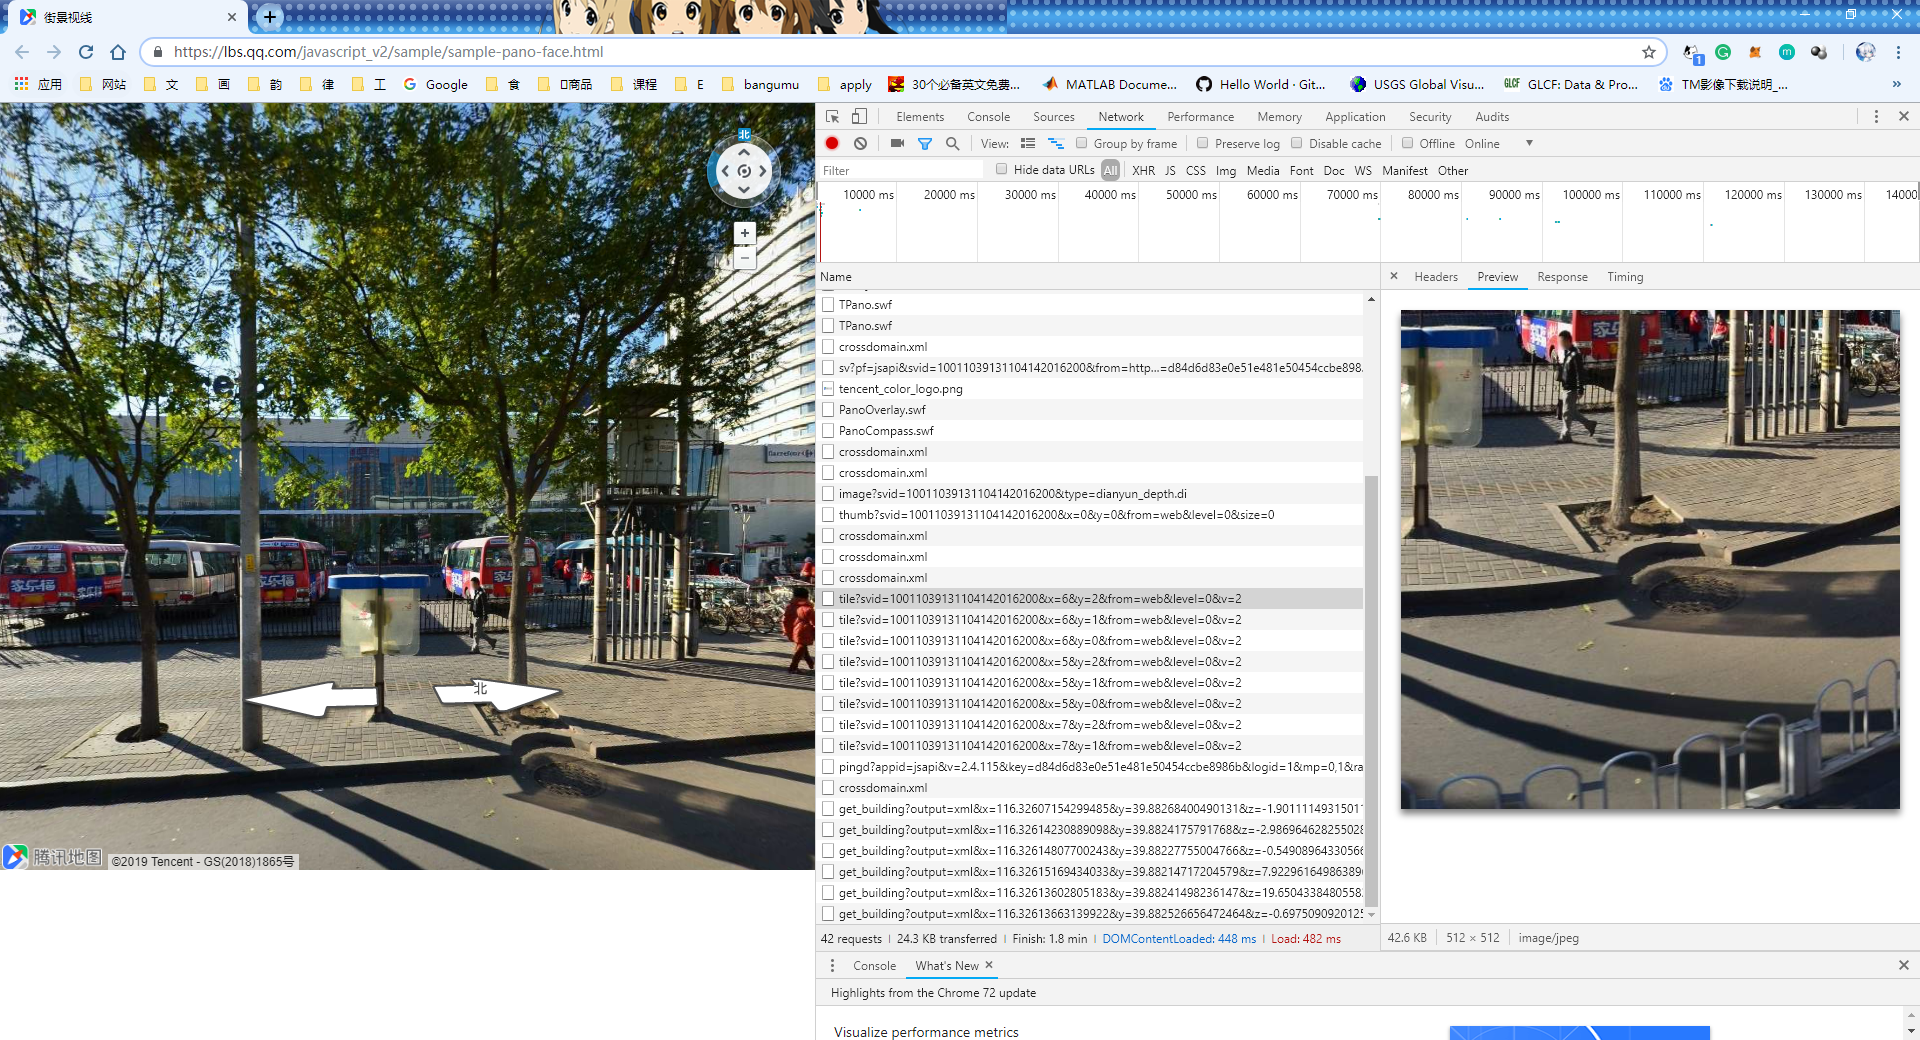 街景视线
https://lbs.qq.com/javascript_v2/sample/sample-pano-face.html
应用 网站 文 画 韵 律 工 Google 食 商品 课程 E bangumu apply 30个必备英文免费... MATLAB Docume... Hello World · Git... USGS Global Visu... GLCF: Data & Pro... TM影像下载说明_... »
Elements Console Sources Network Performance Memory Application Security Audits
View: Group by frame Preserve log Disable cache Offline Online
Filter Hide data URLs All XHR JS CSS Img Media Font Doc WS Manifest Other
10000 ms 20000 ms 30000 ms 40000 ms 50000 ms 60000 ms 70000 ms 80000 ms 90000 ms 100000 ms 110000 ms 120000 ms 130000 ms 14000
Name
Headers Preview Response Timing
TPano.swf
TPano.swf
crossdomain.xml
sv?pf=jsapi&svid=10011039131104142016200&from=http...=d84d6d83e0e51e481e50454ccbe898.
tencent_color_logo.png
PanoOverlay.swf
PanoCompass.swf
crossdomain.xml
crossdomain.xml
image?svid=10011039131104142016200&type=dianyun_depth.di
thumb?svid=10011039131104142016200&x=0&y=0&from=web&level=0&size=0
crossdomain.xml
crossdomain.xml
crossdomain.xml
tile?svid=10011039131104142016200&x=6&y=2&from=web&level=0&v=2
tile?svid=10011039131104142016200&x=6&y=1&from=web&level=0&v=2
tile?svid=10011039131104142016200&x=6&y=0&from=web&level=0&v=2
tile?svid=10011039131104142016200&x=5&y=2&from=web&level=0&v=2
tile?svid=10011039131104142016200&x=5&y=1&from=web&level=0&v=2
tile?svid=10011039131104142016200&x=5&y=0&from=web&level=0&v=2
tile?svid=10011039131104142016200&x=7&y=2&from=web&level=0&v=2
tile?svid=10011039131104142016200&x=7&y=1&from=web&level=0&v=2
pingd?appid=jsapi&v=2.4.115&key=d84d6d83e0e51e481e50454ccbe8986b&logid=1&mp=0,1&ra
crossdomain.xml
get_building?output=xml&x=116.32607154299485&y=39.88268400490131&z=-1.901111493150 1
get_building?output=xml&x=116.32614230889098&y=39.8824175791768&z=-2.986964628255028
get_building?output=xml&x=116.32614807700243&y=39.88227755004766&z=-0.54908964330566
get_building?output=xml&x=116.32615169434033&y=39.88214717204579&z=7.922961649863890
get_building?output=xml&x=116.326136028051 83&y=39.88241498236147&z=19.6504338480558.
get_building?output=xml&x=116.32613663139922&y=39.882526656472464&z=-0.697509092012 5
42 requests 24.3 KB transferred Finish: 1.8 min DOMContentLoaded: 448 ms Load: 482 ms
42.6 KB 512 × 512 image/jpeg
Console What's New
Highlights from the Chrome 72 update
Visualize performance metrics
北
+
−
家乐福
家乐福
北
腾讯地图 ©2019 Tencent - GS(2018)1865号
家乐福